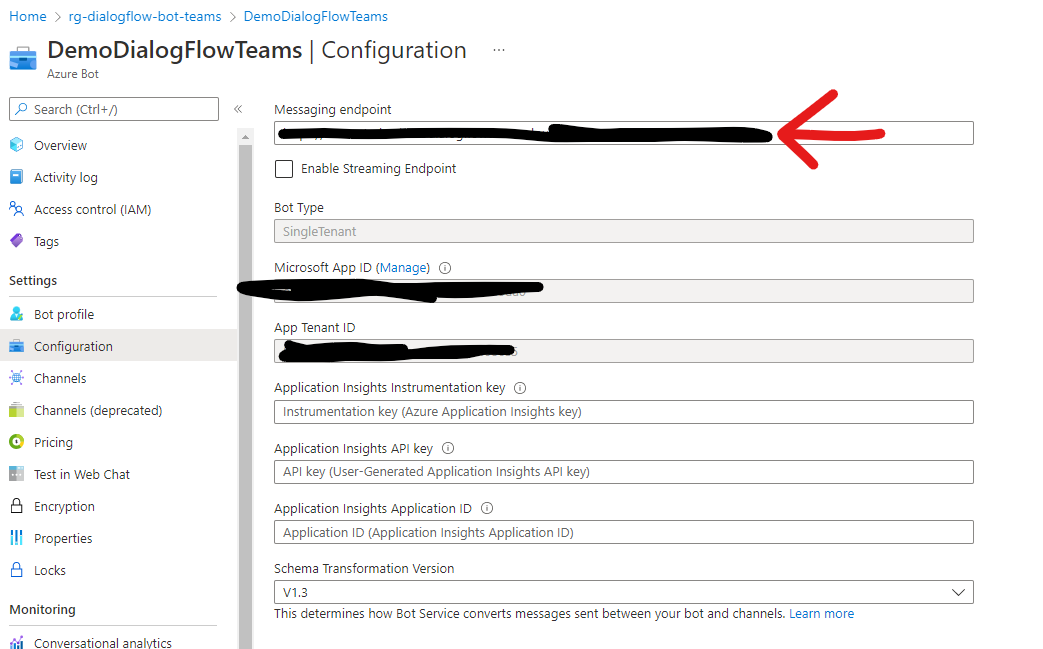 Home > rg-dialogflow-bot-teams > DemoDialogFlowTeams
DemoDialogFlowTeams | Configuration ...
Azure Bot
Search (Ctrl+/) «
Overview
Activity log
Access control (IAM)
Tags
Settings
Bot profile
Configuration
Channels
Channels (deprecated)
Pricing
Test in Web Chat
Encryption
Properties
Locks
Monitoring
Conversational analytics
Messaging endpoint
Enable Streaming Endpoint
Bot Type
SingleTenant
Microsoft App ID (Manage)
App Tenant ID
Application Insights Instrumentation key
Instrumentation key (Azure Application Insights key)
Application Insights API key
API key (User-Generated Application Insights API key)
Application Insights Application ID
Application ID (Application Insights Application ID)
Schema Transformation Version
V1.3
This determines how Bot Service converts messages sent between your bot and channels. Learn more